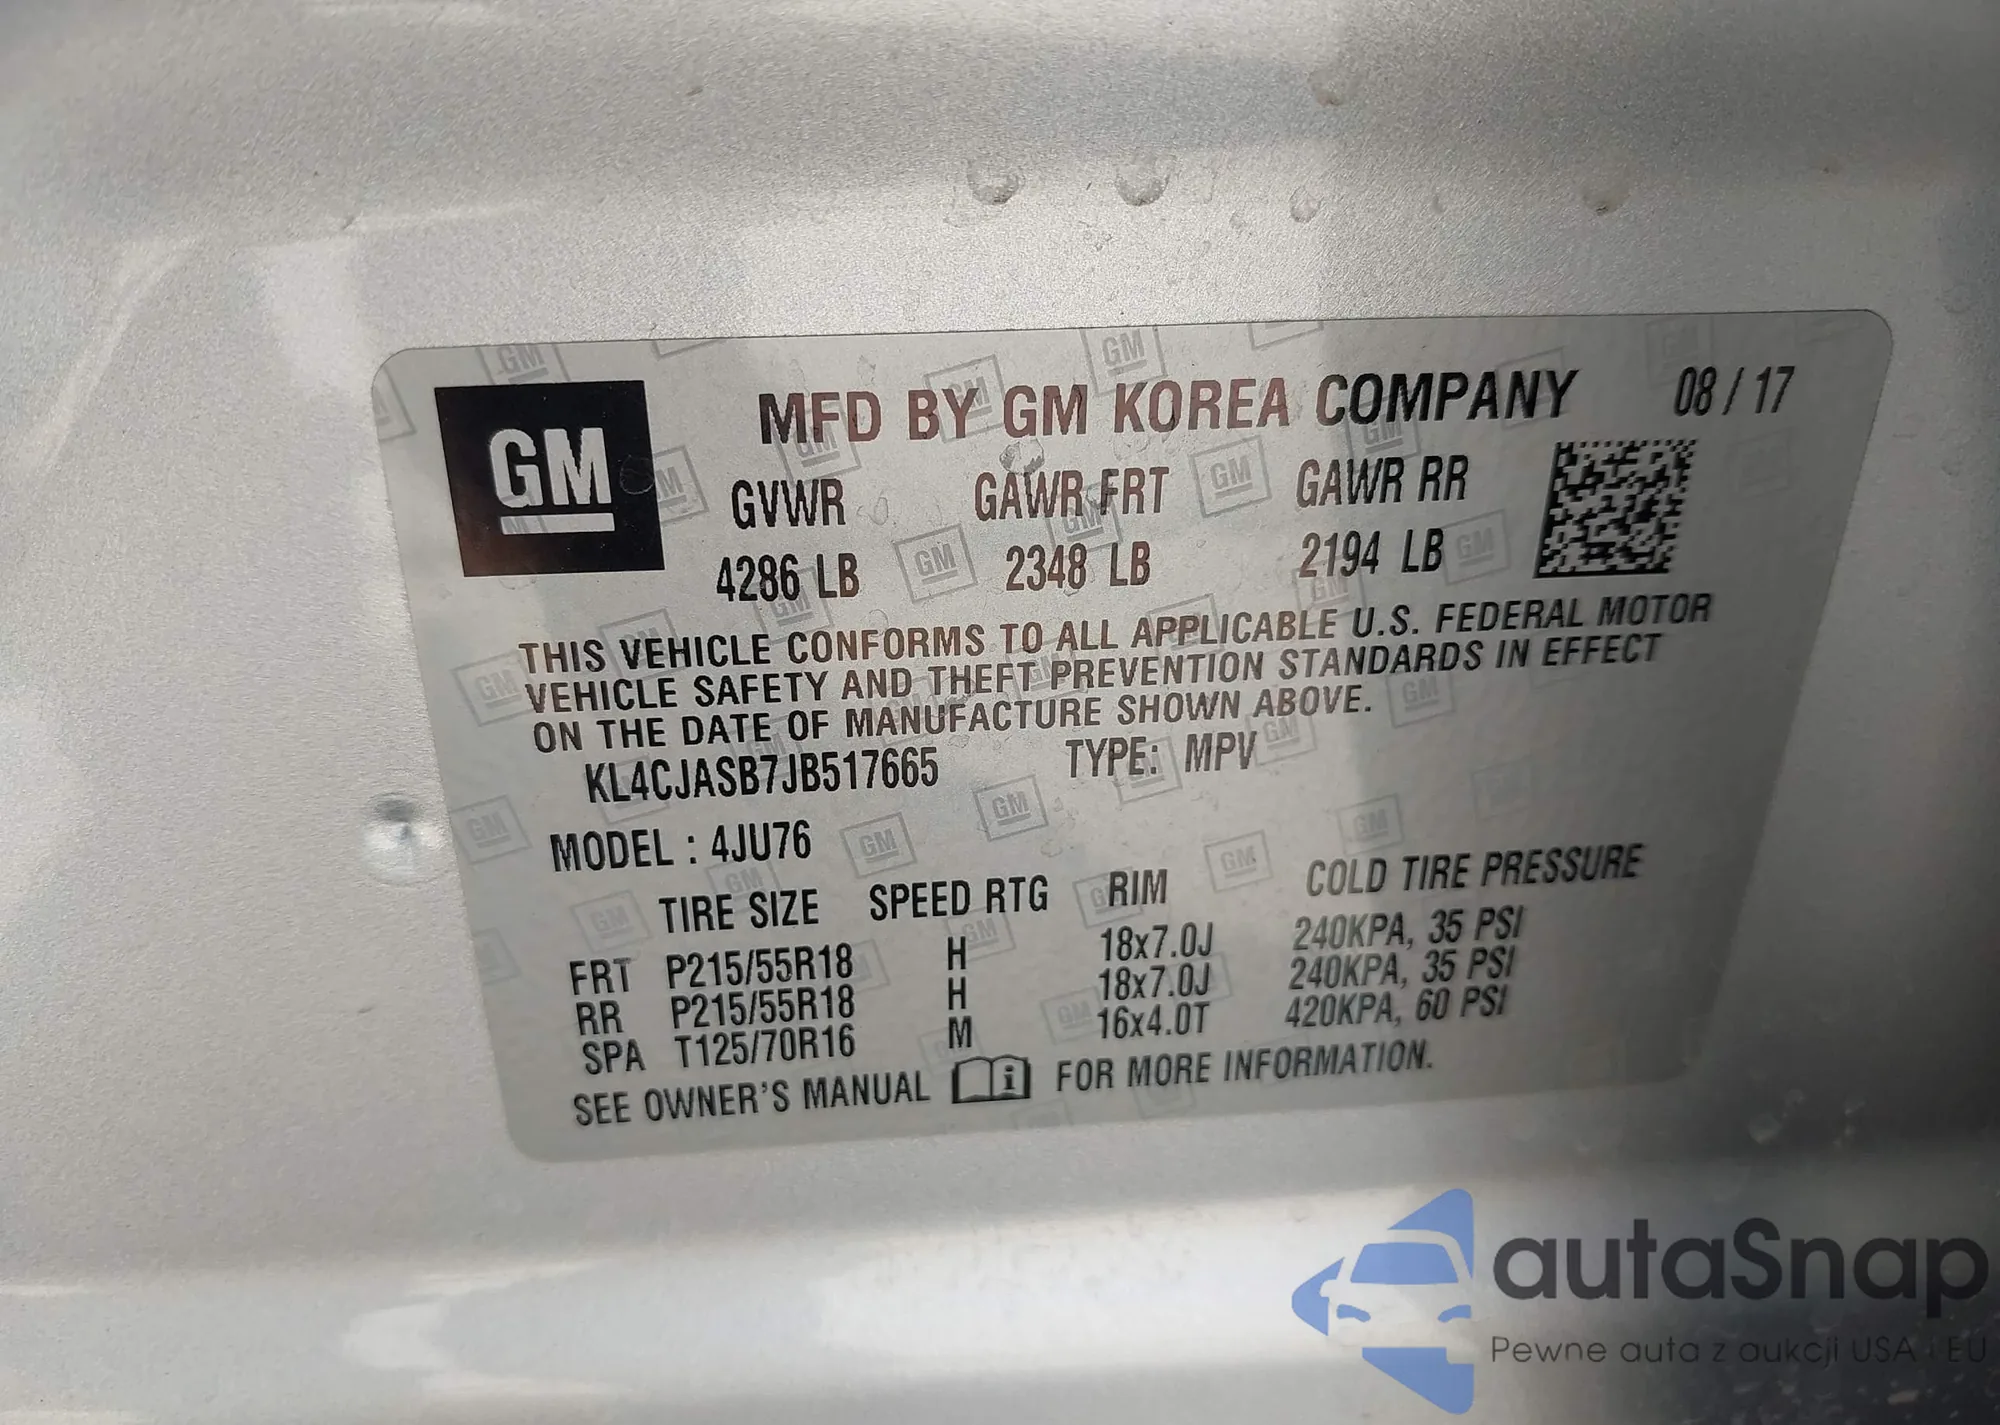 GM
MFD BY GM KOREA COMPANY 08 / 17
GVWR GAWR FRT GAWR RR
4286 LB 2348 LB 2194 LB
THIS VEHICLE CONFORMS TO ALL APPLICABLE U.S. FEDERAL MOTOR
VEHICLE SAFETY AND THEFT PREVENTION STANDARDS IN EFFECT
ON THE DATE OF MANUFACTURE SHOWN ABOVE.
KL4CJASB7JB517665 TYPE: MPV
MODEL : 4JU76
TIRE SIZE SPEED RTG RIM COLD TIRE PRESSURE
FRT P215/55R18 H 18x7.0J 240KPA, 35 PSI
RR P215/55R18 H 18x7.0J 240KPA, 35 PSI
SPA T125/70R16 M 16x4.0T 420KPA, 60 PSI
SEE OWNER'S MANUAL i FOR MORE INFORMATION.
autaSnap
Pewne auto z aukcji USA i EU